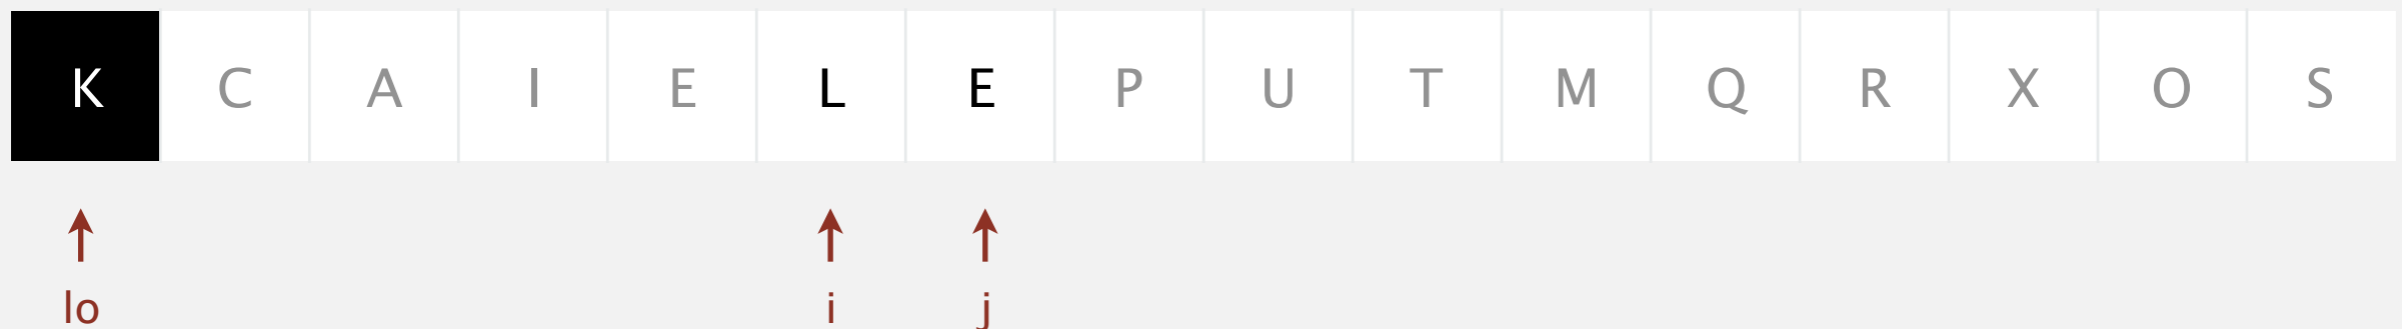 K C A I E L E P U T M Q R X O S
lo i j